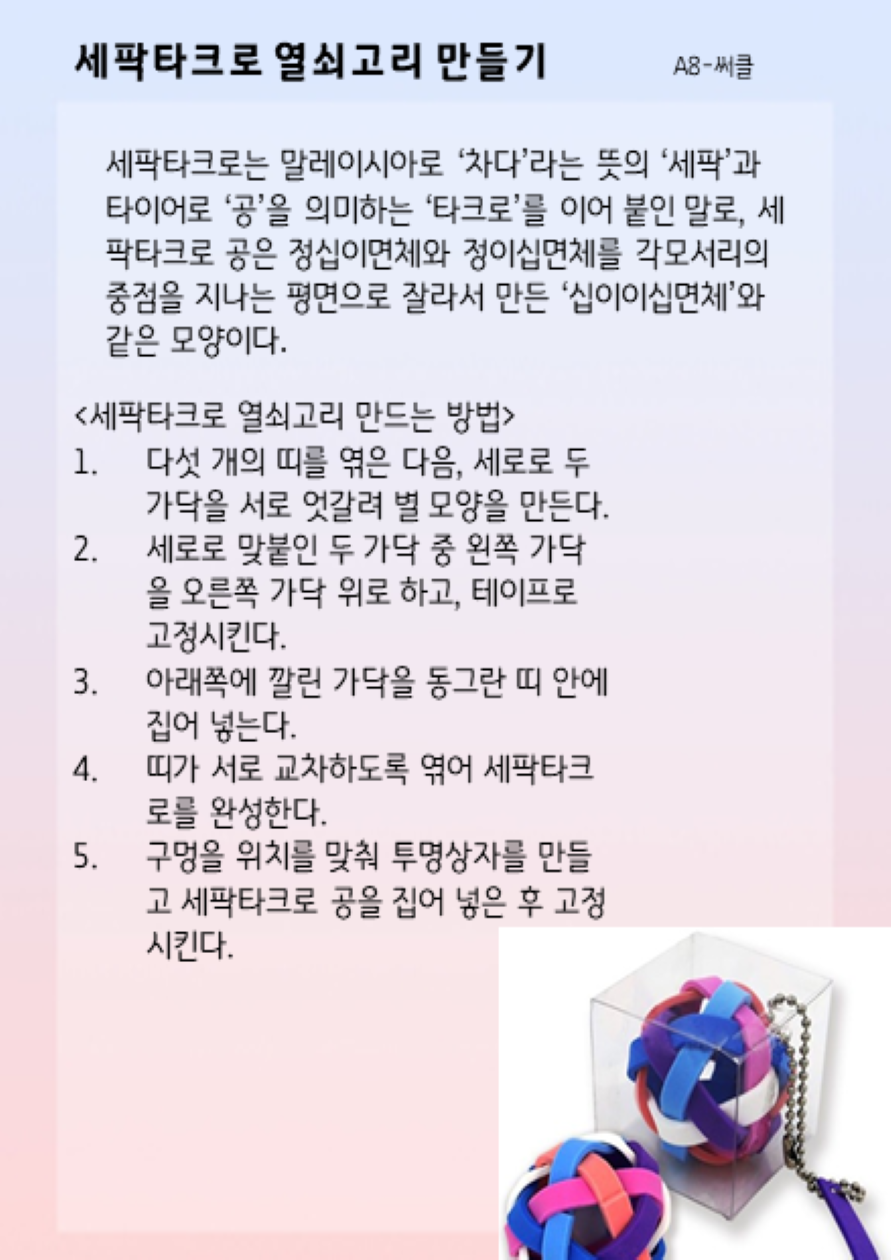 세팍타크로 열쇠고리 만들기 A8-써클
세팍타크로는 말레이시아로 ‘차다’라는 뜻의 ‘세팍’과
타이어로 ‘공’을 의미하는 ‘타크로’를 이어 붙인 말로, 세
팍타크로 공은 정십이면체와 정이십면체를 각모서리의
중점을 지나는 평면으로 잘라서 만든 ‘십이이십면체’와
같은 모양이다.
<세팍타크로 열쇠고리 만드는 방법>
1. 다섯 개의 띠를 엮은 다음, 세로로 두
가닥을 서로 엇갈려 별 모양을 만든다.
2. 세로로 맞붙인 두 가닥 중 왼쪽 가닥
을 오른쪽 가닥 위로 하고, 테이프로
고정시킨다.
3. 아래쪽에 깔린 가닥을 동그란 띠 안에
집어 넣는다.
4. 띠가 서로 교차하도록 엮어 세팍타크
로를 완성한다.
5. 구멍을 위치를 맞춰 투명상자를 만들
고 세팍타크로 공을 집어 넣은 후 고정
시킨다.